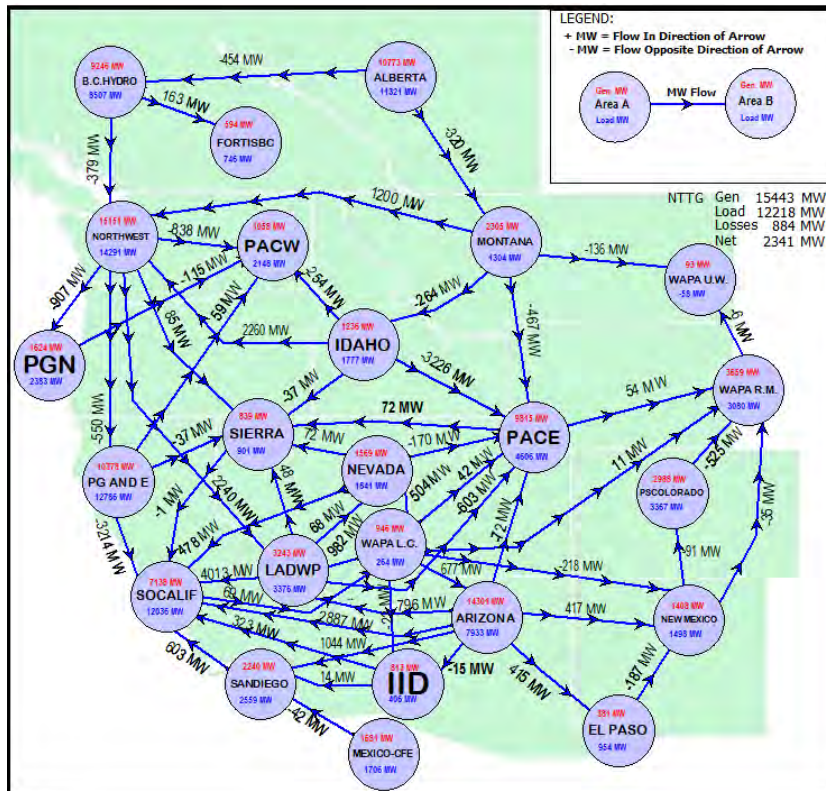 LEGEND:
+ MW = Flow In Direction of Arrow
- MW = Flow Opposite Direction of Arrow
Gen. MW
Area A
Load MW
MW Flow
Gen. MW
Area B
Load MW
NTTG Gen 15443 MW
Load 12218 MW
Losses 884 MW
Net 2341 MW
9246 MW
B.C.HYDRO
8507 MW
-454 MW
10773 MW
ALBERTA
11321 MW
163 MW
594 MW
FORTISBC
746 MW
-379 MW
-320 MW
1200 MW
15151 MW
NORTHWEST
14291 MW
-838 MW
1058 MW
PACW
2148 MW
2305 MW
MONTANA
1304 MW
-136 MW
93 MW
WAPA U.W.
-58 MW
-907 MW
-115 MW
59 MW
85 MW
-254 MW
-264 MW
-467 MW
-6 MW
1624 MW
PGN
2383 MW
2260 MW
1236 MW
IDAHO
1777 MW
-3226 MW
3659 MW
WAPA R.M.
3080 MW
54 MW
-37 MW
72 MW
-550 MW
839 MW
SIERRA
901 MW
9815 MW
PACE
4606 MW
-37 MW
72 MW
-170 MW
1569 MW
NEVADA
1641 MW
11 MW
-525 MW
PG AND E
12766 MW
2985 MW
PSCOLORADO
3367 MW
-1 MW
2240 MW
48 MW
504 MW
42 MW
-603 MW
-35 MW
-3214 MW
478 MW
68 MW
982 MW
946 MW
WAPA L.C.
264 MW
-72 MW
-91 MW
7138 MW
SOCALIF
12036 MW
4013 MW
69 MW
3243 MW
LADWP
3376 MW
677 MW
-218 MW
-796 MW
14301 MW
ARIZONA
7933 MW
417 MW
1408 MW
NEW MEXICO
1498 MW
323 MW
2887 MW
1044 MW
603 MW
2240 MW
SANDIEGO
2559 MW
14 MW
513 MW
IID
406 MW
-15 MW
415 MW
-187 MW
-42 MW
MEXICO-CFE
1706 MW
381 MW
EL PASO
954 MW